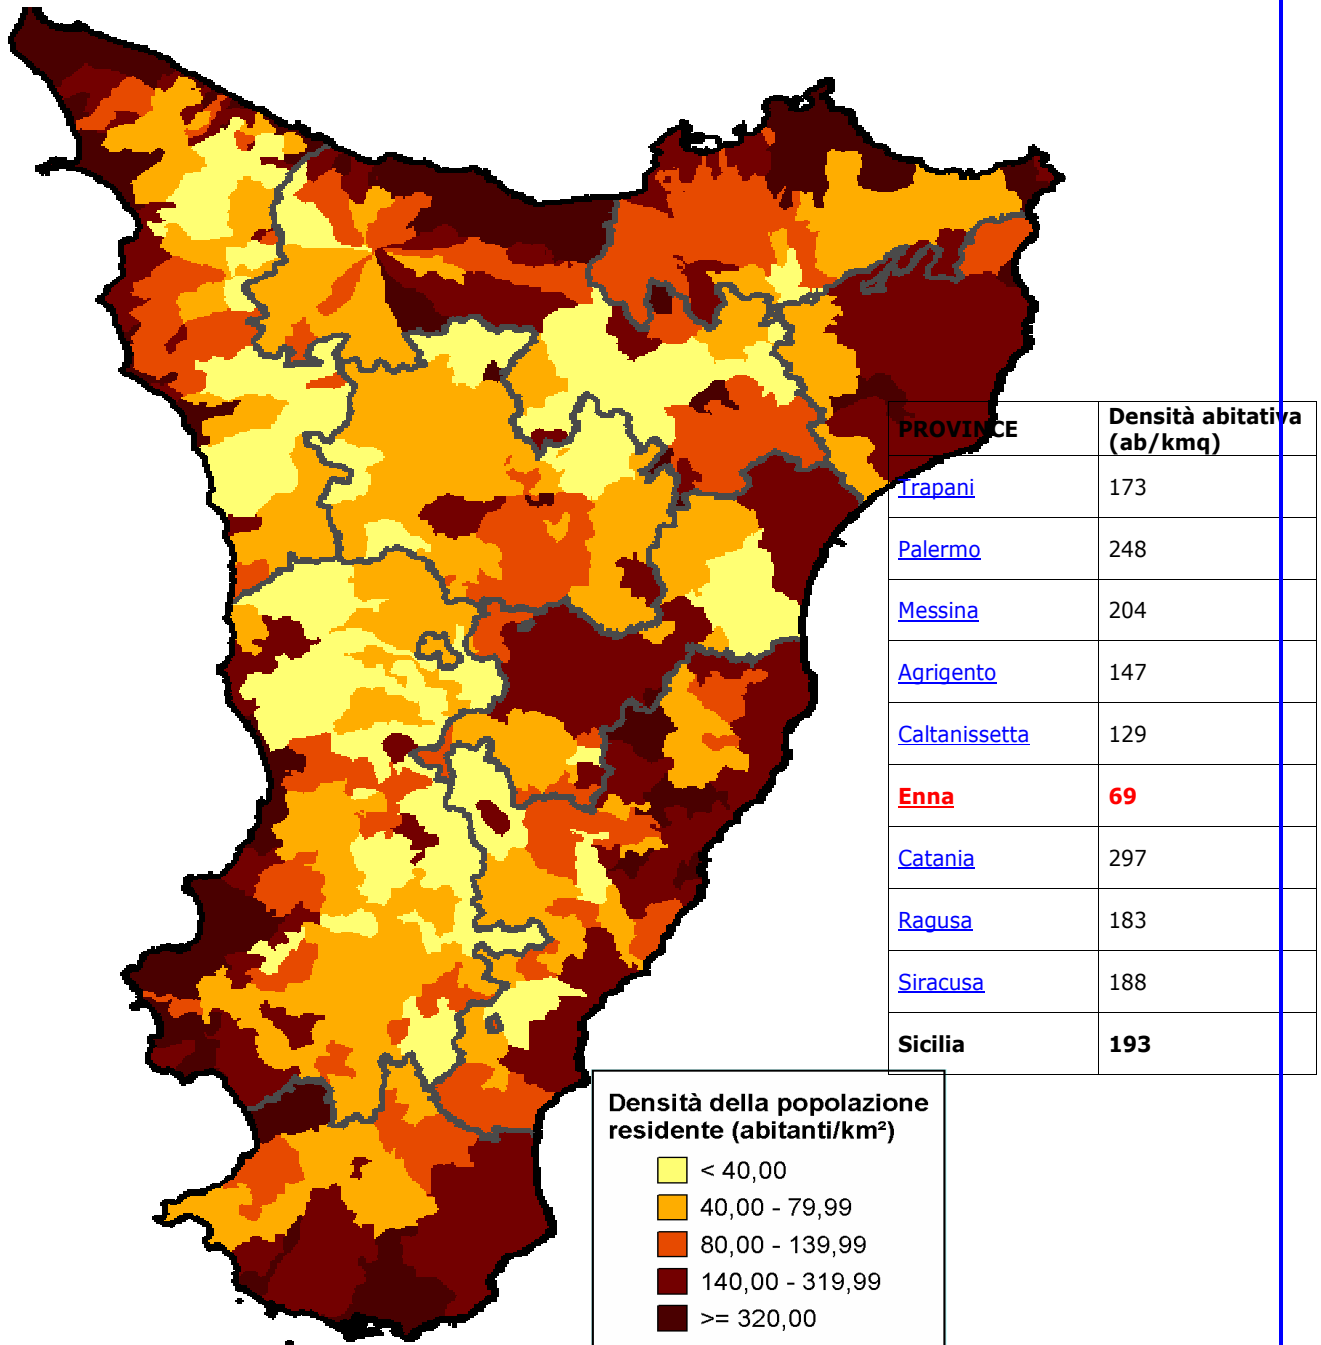 PROVINCE
Densità abitativa
(ab/kmq)
Trapani 173
Palermo 248
Messina 204
Agrigento 147
Caltanissetta 129
Enna 69
Catania 297
Ragusa 183
Siracusa 188
Sicilia 193
Densità della popolazione
residente (abitanti/km²)
< 40,00
40,00 - 79,99
80,00 - 139,99
140,00 - 319,99
>= 320,00